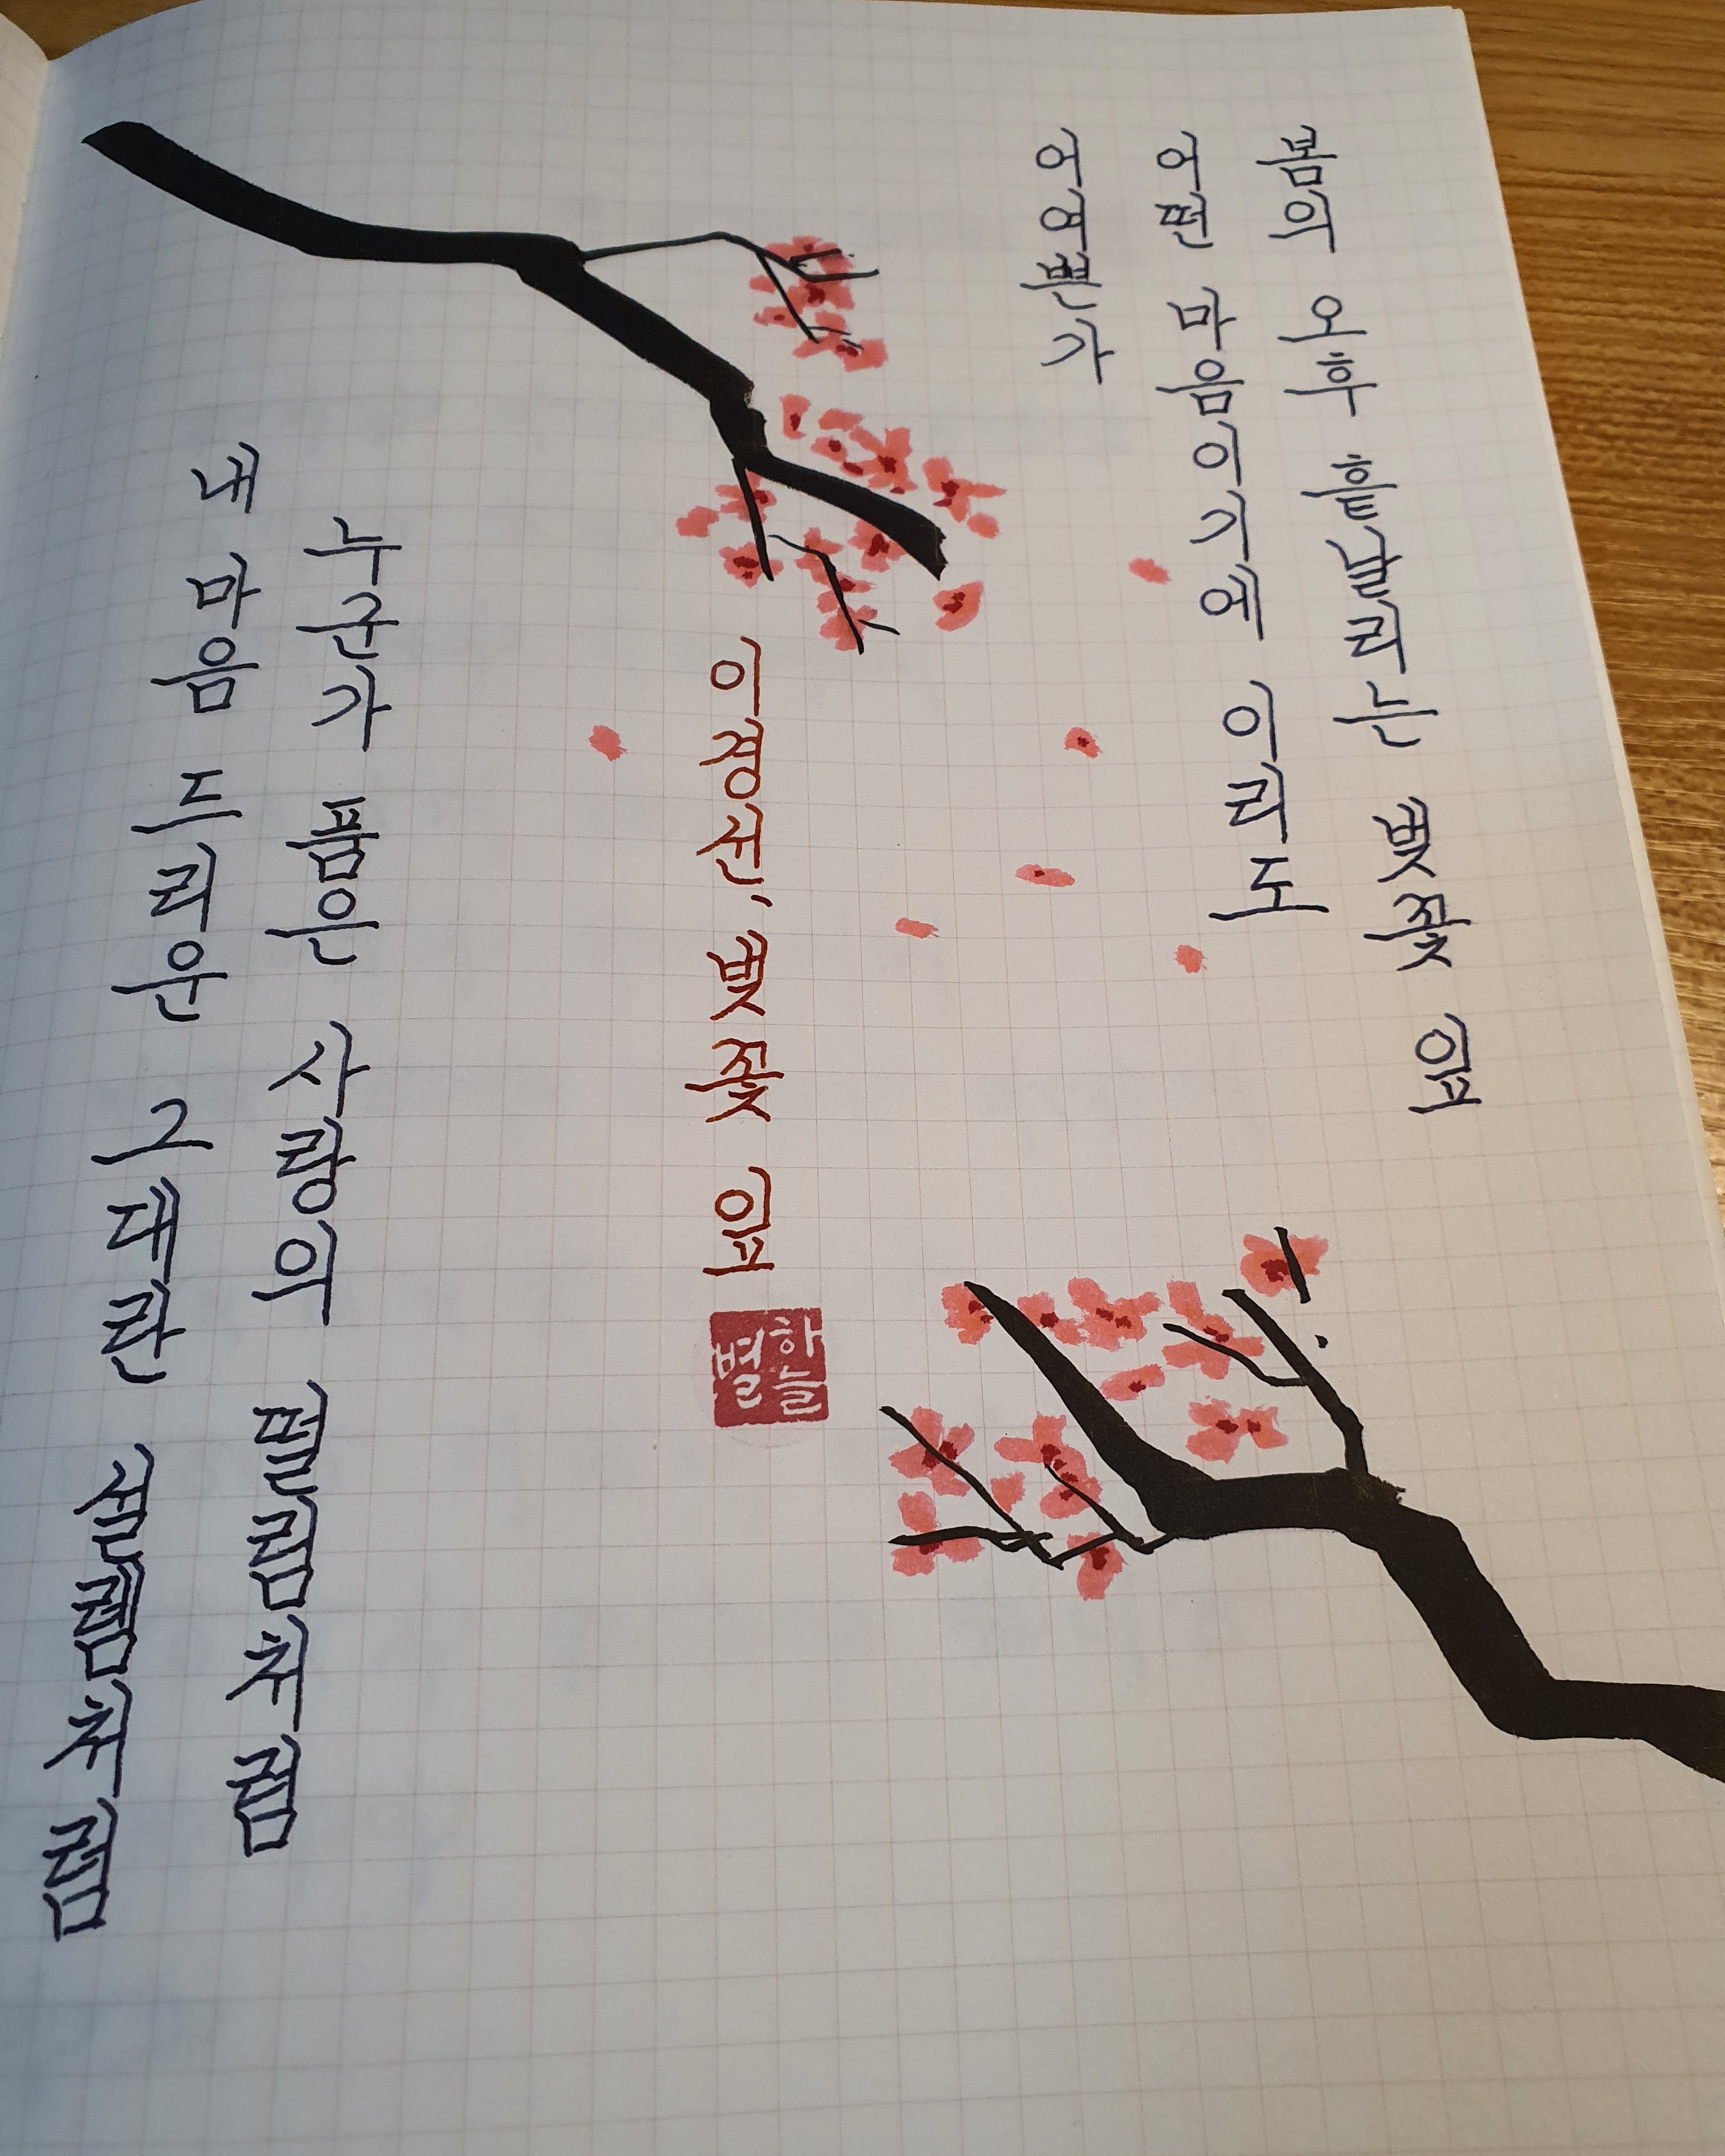 봄의 오후 흩날리는 벚꽃 잎
어떤 마음이기에 이리도
어여쁜가
이정선, 벚꽃 잎
하늘
별
누군가 품은 사랑의 떨림처럼
내 마음 드리운 그대란 설렘처럼